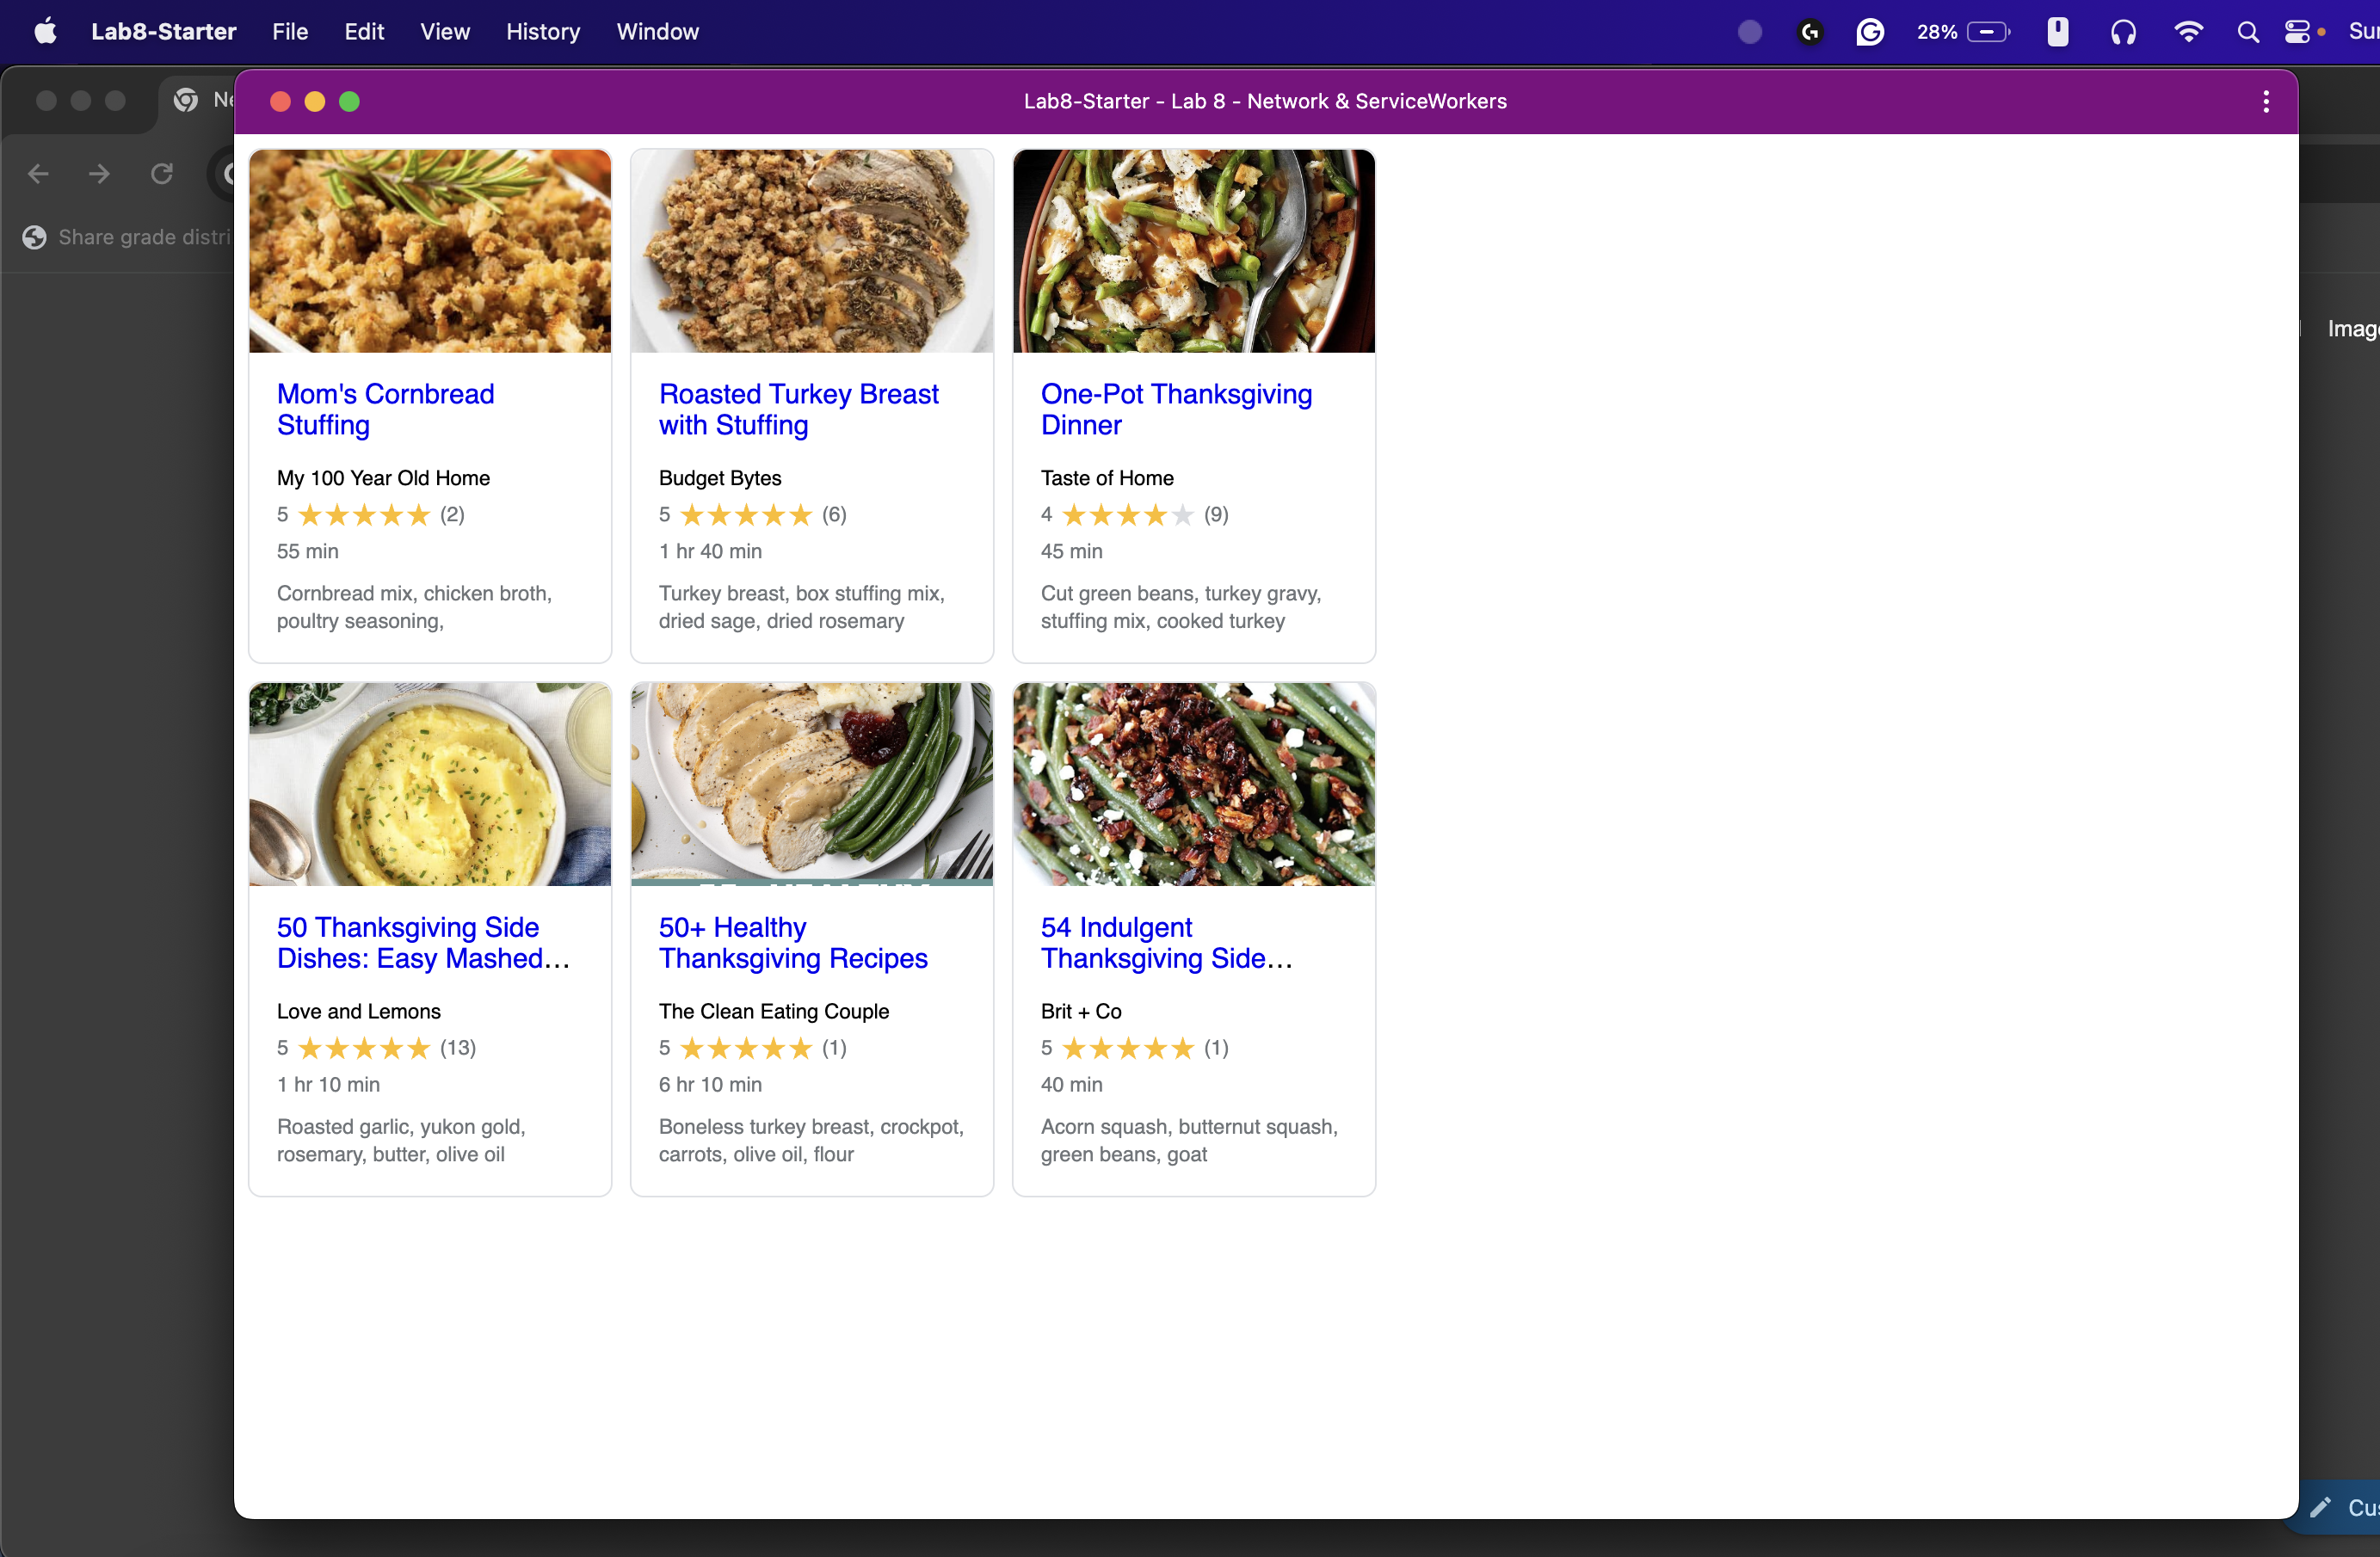 Lab8-Starter File Edit View History Window 28%
Lab8-Starter - Lab 8 - Network & ServiceWorkers
Share grade distri
Mom's Cornbread
Stuffing
My 100 Year Old Home
5 ★★★★★ (2)
55 min
Cornbread mix, chicken broth,
poultry seasoning,
Roasted Turkey Breast
with Stuffing
Budget Bytes
5 ★★★★★ (6)
1 hr 40 min
Turkey breast, box stuffing mix,
dried sage, dried rosemary
One-Pot Thanksgiving
Dinner
Taste of Home
4 ★★★★★ (9)
45 min
Cut green beans, turkey gravy,
stuffing mix, cooked turkey
50 Thanksgiving Side
Dishes: Easy Mashed…
Love and Lemons
5 ★★★★★ (13)
1 hr 10 min
Roasted garlic, yukon gold,
rosemary, butter, olive oil
50+ Healthy
Thanksgiving Recipes
The Clean Eating Couple
5 ★★★★★ (1)
6 hr 10 min
Boneless turkey breast, crockpot,
carrots, olive oil, flour
54 Indulgent
Thanksgiving Side…
Brit + Co
5 ★★★★★ (1)
40 min
Acorn squash, butternut squash,
green beans, goat